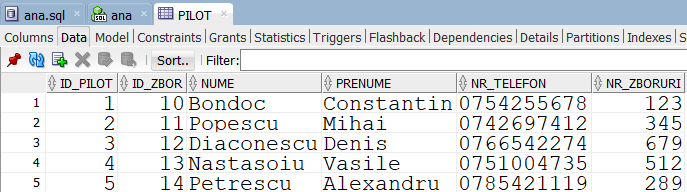 ana.sql ana PILOT
Columns Data Model Constraints Grants Statistics Triggers Flashback Dependencies Details Partitions Indexes
Sort.. Filter:
ID_PILOT ID_ZBOR NUME PRENUME NR_TELEFON NR_ZBORURI
1 1 10 Bondoc Constantin 0754255678 123
2 2 11 Popescu Mihai 0742697412 345
3 3 12 Diaconescu Denis 0766542274 679
4 4 13 Nastasoiu Vasile 0751004735 512
5 5 14 Petrescu Alexandru 0785421119 289